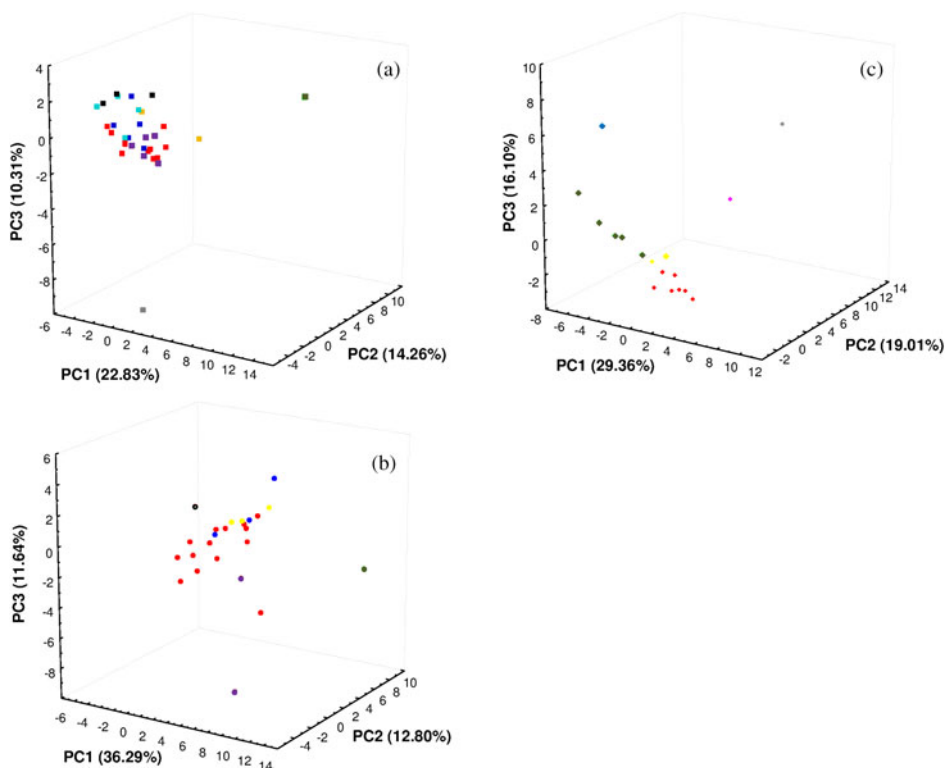 (a)
4
2
0
-2
-4
-6
-8
PC3 (10.31%)
-6 -4 -2 0 2 4 6 8 10 12 14
PC1 (22.83%)
-4 -2 0 2 4 6 8 10
PC2 (14.26%)
(c)
10
8
6
4
2
0
-2
-4
-8
PC3 (16.10%)
-8 -6 -4 -2 0 2 4 6 8 10 12
PC1 (29.36%)
-2 0 2 4 6 8 10 12 14
PC2 (19.01%)
(b)
6
4
2
0
-2
-4
-6
-8
PC3 (11.64%)
-6 -4 -2 0 2 4 6 8 10 12 14
PC1 (36.29%)
-4 -2 0 2 4 6 8 10
PC2 (12.80%)